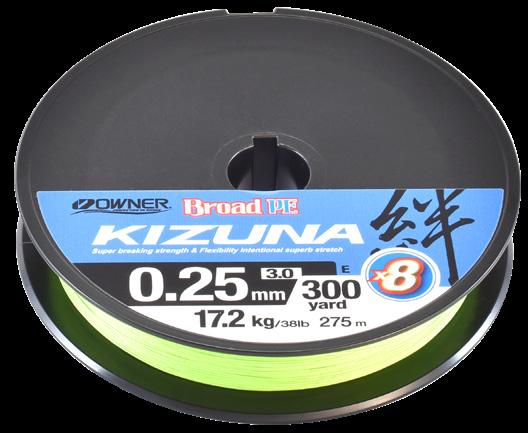 OWNER Broad PE
KIZUNA 絆
Super breaking strength & Flexibility Intentional superb stretch
0.25 mm 3.0 300 yard E x8
17.2 kg/38lb 275 m